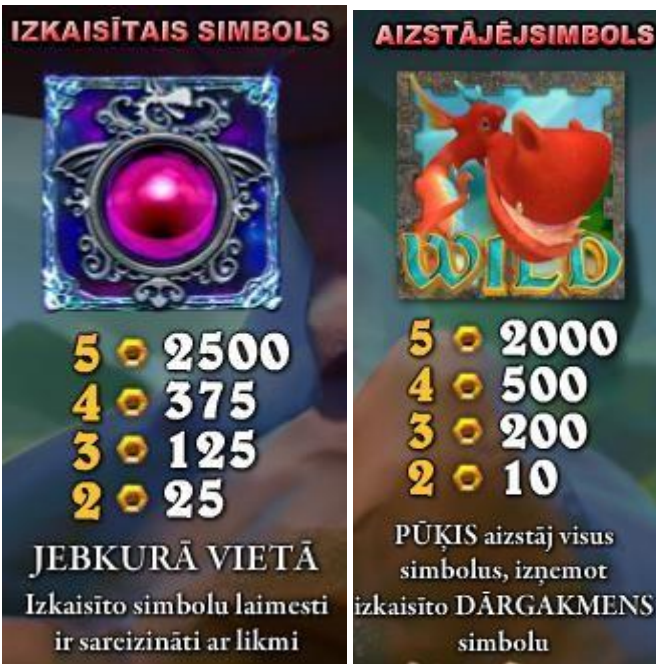 IZKAISĪTAIS SIMBOLS
5 2500
4 375
3 125
2 25
JEBKURĀ VIETĀ
Izkaisīto simbolu laimesti
ir sareizināti ar likmi
AIZSTĀJĒJSIMBOLS
WILD
5 2000
4 500
3 200
2 10
PŪĶIS aizstāj visus
simbolus, izņemot
izkaisīto DĀRGAKMENS
simbolu